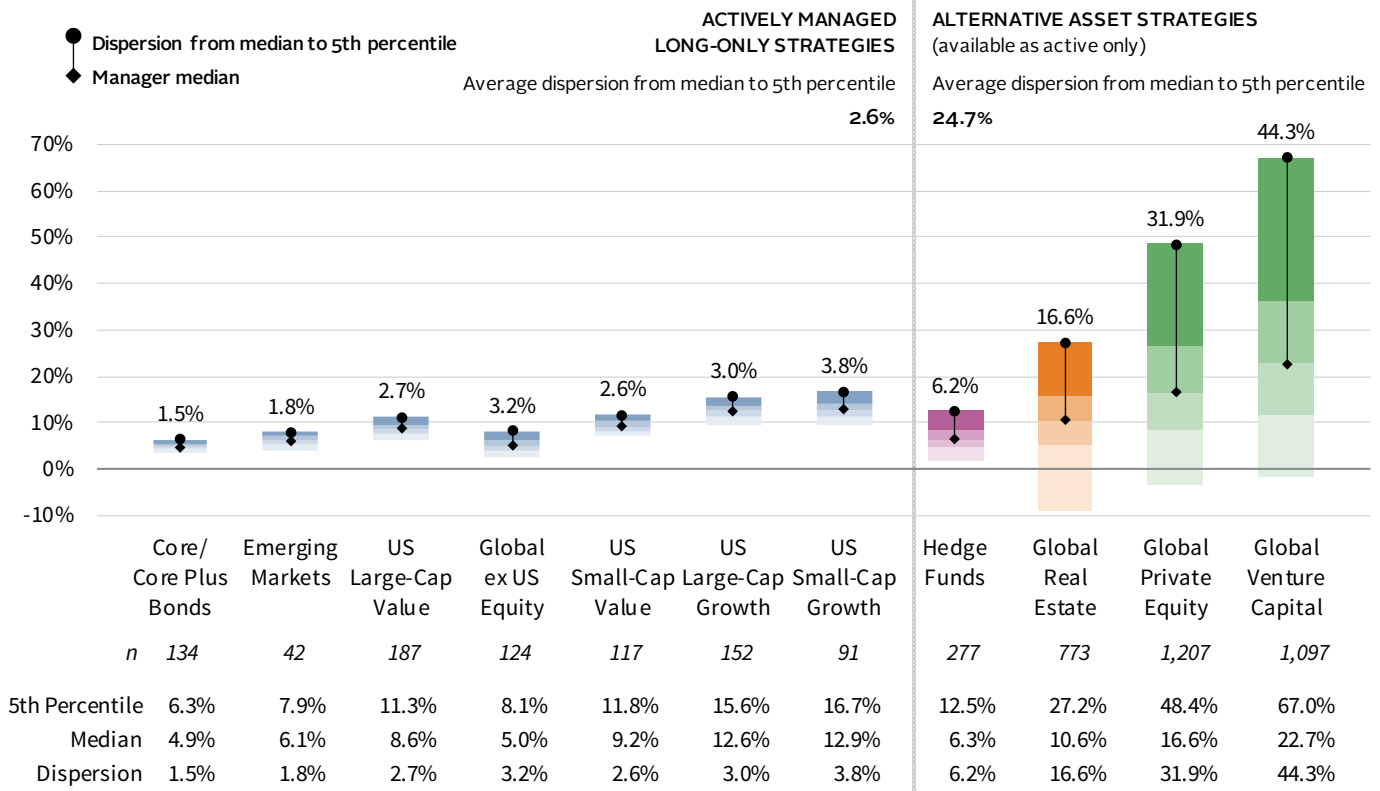 Dispersion from median to 5th percentile
Manager median
ACTIVELY MANAGED
LONG-ONLY STRATEGIES
Average dispersion from median to 5th percentile
2.6%
ALTERNATIVE ASSET STRATEGIES
(available as active only)
Average dispersion from median to 5th percentile
24.7%
70%
60%
50%
40%
30%
20%
10%
0%
-10%
1.5%
1.8%
2.7%
3.2%
2.6%
3.0%
3.8%
6.2%
16.6%
31.9%
44.3%
Core/
Core Plus
Bonds
Emerging
Markets
US
Large-Cap
Value
Global
ex US
Equity
US
Small-Cap
Value
US
Large-Cap
Growth
US
Small-Cap
Growth
Hedge
Funds
Global
Real
Estate
Global
Private
Equity
Global
Venture
Capital
n 134 42 187 124 117 152 91 277 773 1,207 1,097
5th Percentile 6.3% 7.9% 11.3% 8.1% 11.8% 15.6% 16.7% 12.5% 27.2% 48.4% 67.0%
Median 4.9% 6.1% 8.6% 5.0% 9.2% 12.6% 12.9% 6.3% 10.6% 16.6% 22.7%
Dispersion 1.5% 1.8% 2.7% 3.2% 2.6% 3.0% 3.8% 6.2% 16.6% 31.9% 44.3%